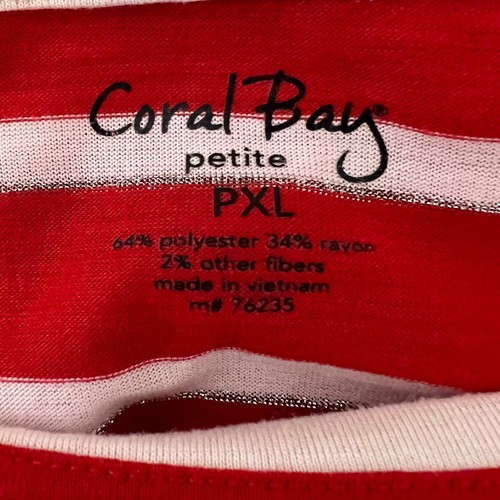 Coral Bay®
petite
PXL
64% polyester 34% rayon
2% other fibers
made in vietnam
m# 76235